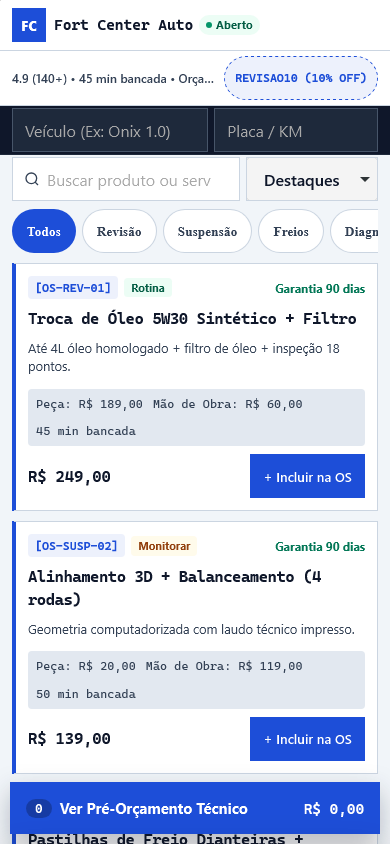 FC Fort Center Auto Aberto
4.9 (140+) • 45 min bancada • Orça... REVISAO10 (10% OFF)
Veículo (Ex: Onix 1.0) Placa / KM
Buscar produto ou serv Destaques
Todos Revisão Suspensão Freios Diagn
[OS-REV-01] Rotina Garantia 90 dias
Troca de Óleo 5W30 Sintético + Filtro
Até 4L óleo homologado + filtro de óleo + inspeção 18
pontos.
Peça: R$ 189,00 Mão de Obra: R$ 60,00
45 min bancada
R$ 249,00 + Incluir na OS
[OS-SUSP-02] Monitorar Garantia 90 dias
Alinhamento 3D + Balanceamento (4
rodas)
Geometria computadorizada com laudo técnico impresso.
Peça: R$ 20,00 Mão de Obra: R$ 119,00
50 min bancada
R$ 139,00 + Incluir na OS
0 Ver Pré-Orçamento Técnico R$ 0,00
Pastilhas de Freio Dianteiras +